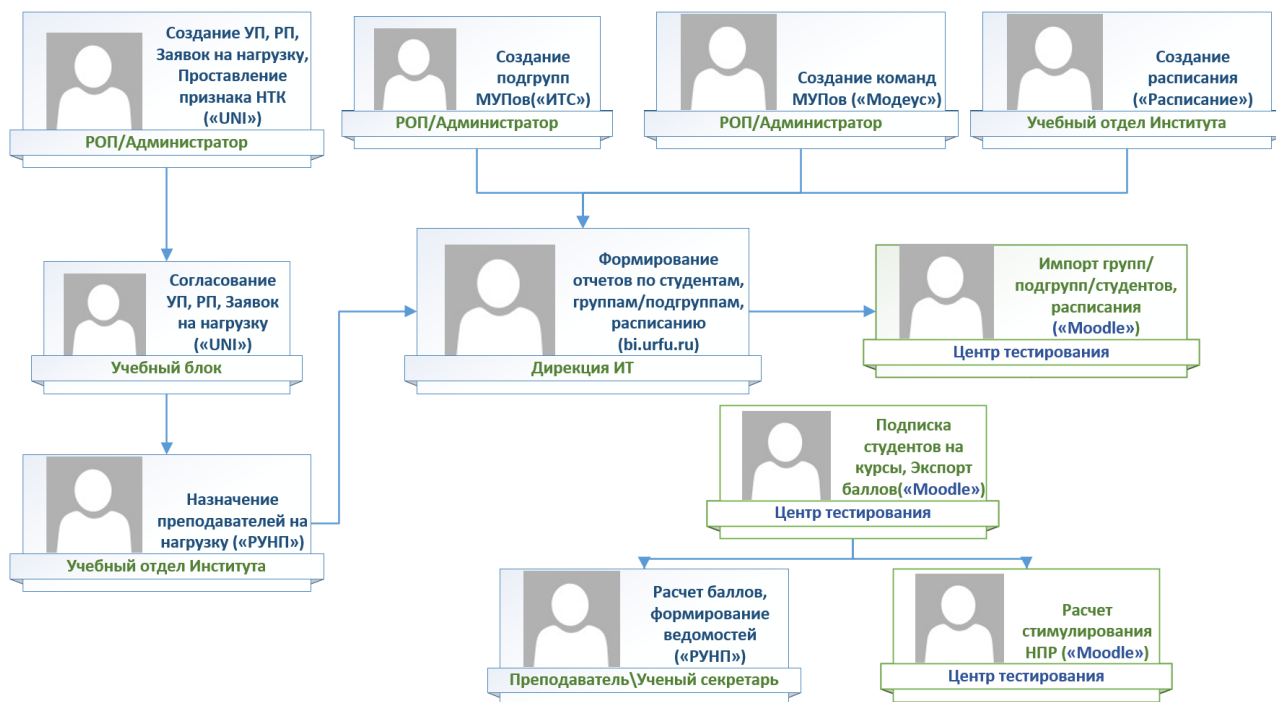 Создание УП, РП,
Заявок на нагрузку,
Проставление
признака НТК
(«UNI»)
РОП/Администратор
Создание
подгрупп
МУПов(«ИТС»)
РОП/Администратор
Создание команд
МУПов («Модеус»)
РОП/Администратор
Создание
расписания
(«Расписание»)
Учебный отдел Института
Согласование
УП, РП, Заявок
на нагрузку
(«UNI»)
Учебный блок
Формирование
отчетов по студентам,
группам/подгруппам,
расписанию
(bi.urfu.ru)
Дирекция ИТ
Импорт групп/
подгрупп/студентов,
расписания
(«Moodle»)
Центр тестирования
Назначение
преподавателей на
нагрузку («РУНП»)
Учебный отдел Института
Подписка
студентов на
курсы, Экспорт
баллов(«Moodle»)
Центр тестирования
Расчет баллов,
формирование
ведомостей
(«РУНП»)
Преподаватель\Ученый секретарь
Расчет
стимулирования
НПР («Moodle»)
Центр тестирования